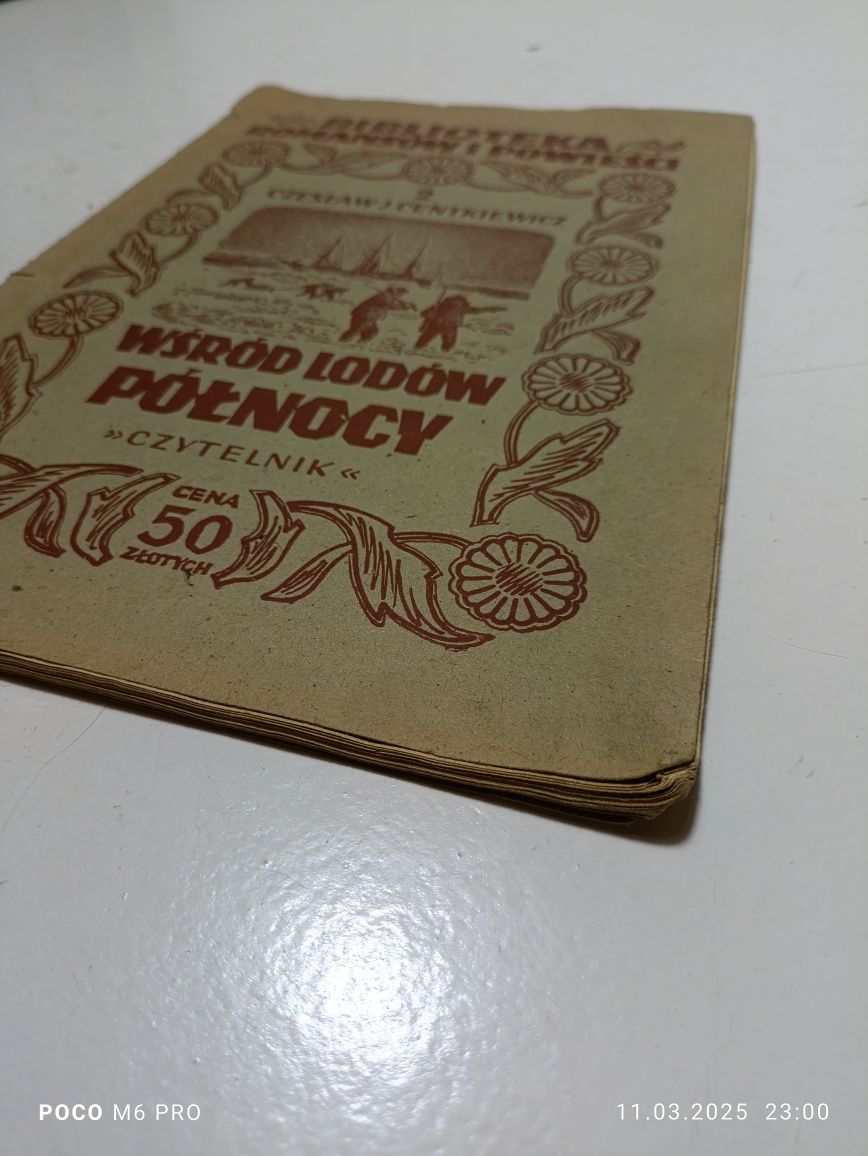 BIBLIOTEKA
ROMANSÓW I POWIEŚCI
2
CZESŁAW J. CENTKIEWICZ
WŚRÓD LODÓW
PÓŁNOCY
»CZYTELNIK«
CENA
50
ZŁOTYCH
POCO M6 PRO
11.03.2025 23:00